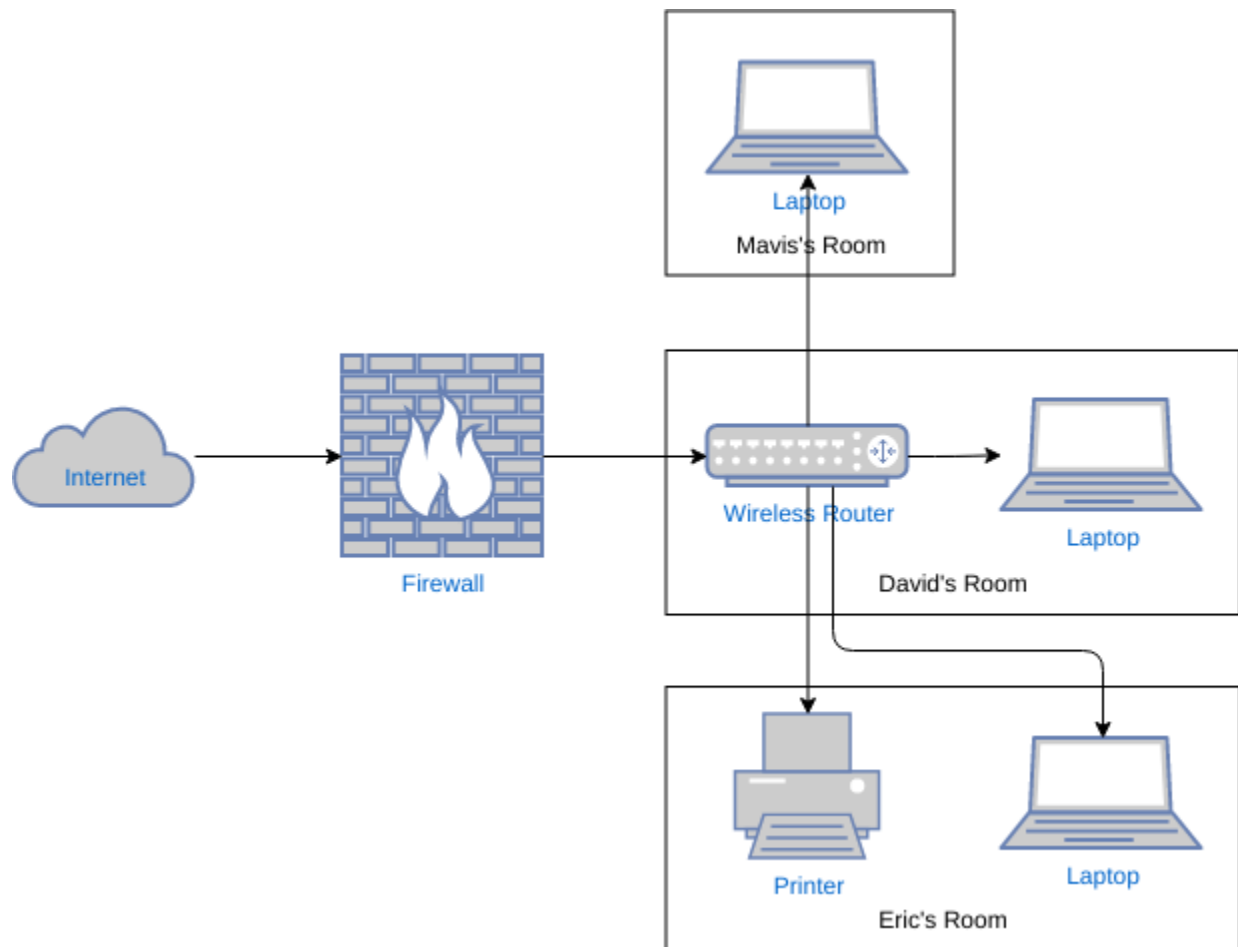 Laptop
Mavis's Room
Internet
Firewall
Wireless Router
Laptop
David's Room
Printer
Laptop
Eric's Room